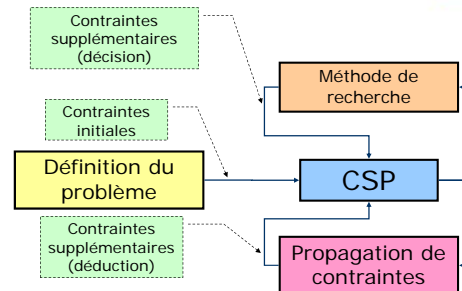 Contraintes
supplémentaires
(décision)
Méthode de
recherche
Contraintes
initiales
Définition du
problème
CSP
Contraintes
supplémentaires
(déduction)
Propagation de
contraintes